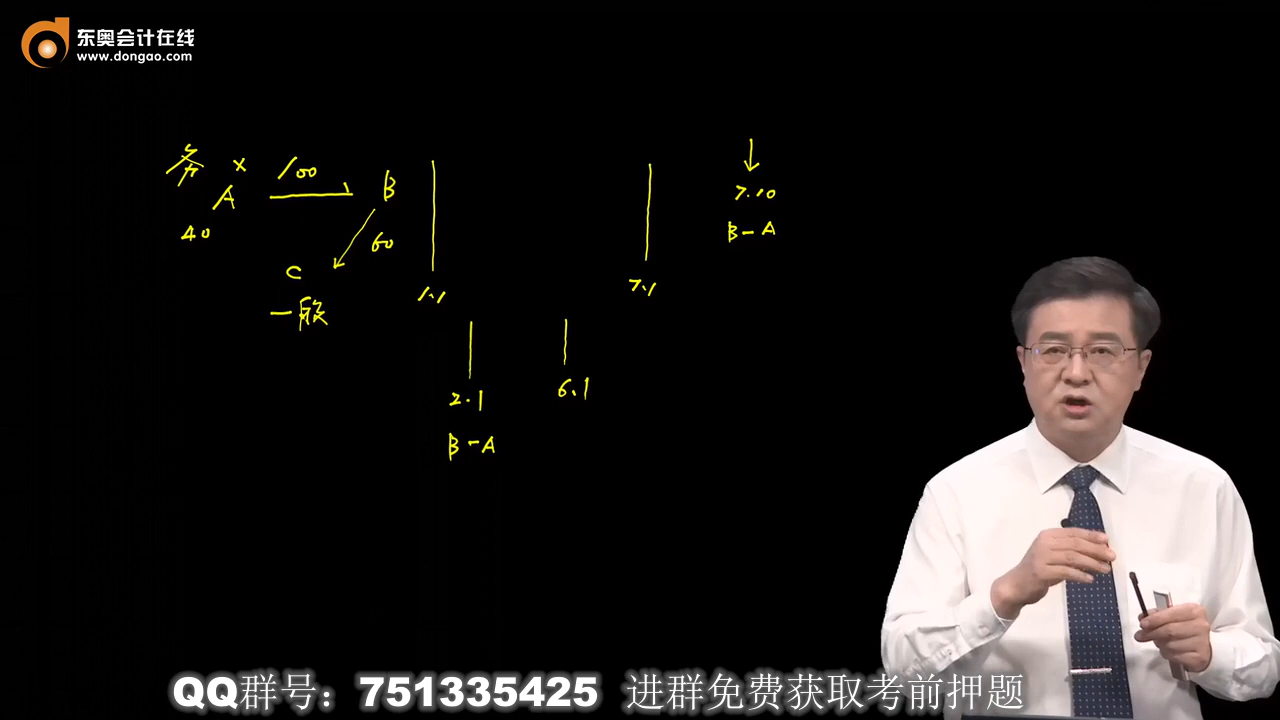 东奥会计在线
www.dongao.com
务 × 100
A B
40 60
C
一般
1.1
7.1
7.10
B-A
2.1
6.1
B-A
QQ群号：751335425 进群免费获取考前押题